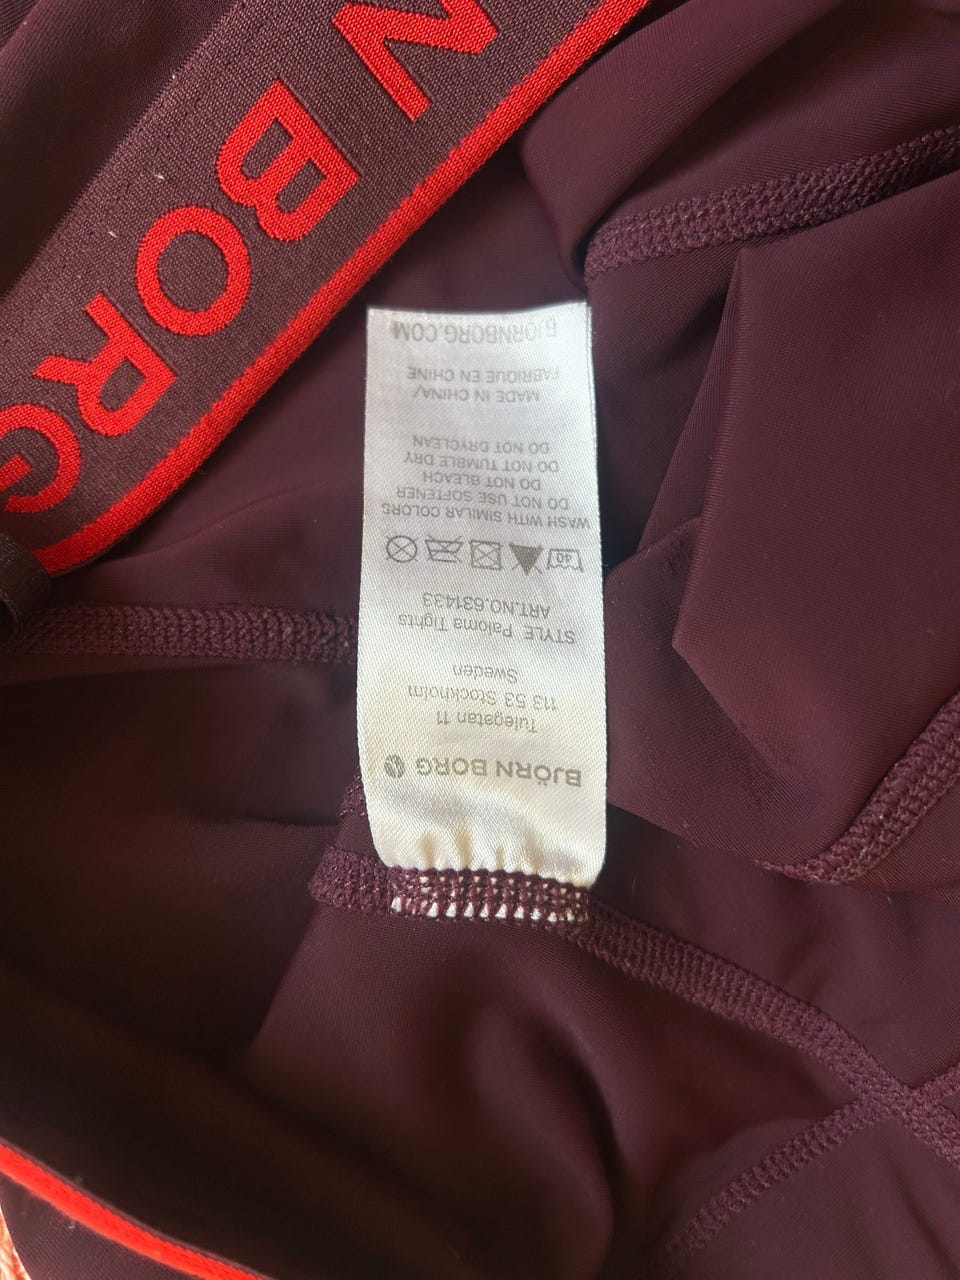 N BORG
BJÖRN BORG
Tulegatan 11
113 53 Stockholm
Sweden
STYLE Paloma Tights
ART.NO.631433
40
WASH WITH SIMILAR COLORS
DO NOT USE SOFTENER
DO NOT BLEACH
DO NOT TUMBLE DRY
DO NOT DRYCLEAN
MADE IN CHINA/
FABRIQUE EN CHINE
BJORNBORG.COM